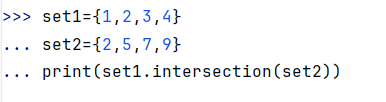 >>> set1={1,2,3,4}
... set2={2,5,7,9}
... print(set1.intersection(set2))